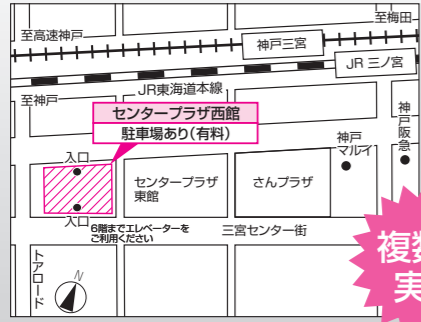 至梅田
至高速神戸
神戸三宮
JR 三ノ宮
JR東海道本線
至神戸
センタープラザ西館
駐車場あり(有料)
神戸阪急
神戸
マルイ
入口
センタープラザ
東館
さんプラザ
入口
6階までエレベーターを
ご利用ください
三宮センター街
トアロード
N
複数
実